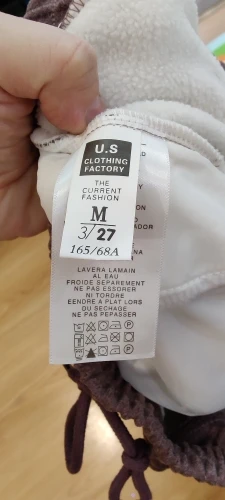 U.S
CLOTHING
FACTORY
THE
CURRENT
FASHION
M
3/27
165/68A
LAVERA LAMAIN
AL EAU
FROIDE SEPAREMENT
NE PAS ESSORER
NI TORDRE
EENDRE A PLAT LORS
DU SECHAGE
NE PAS PEPASSER